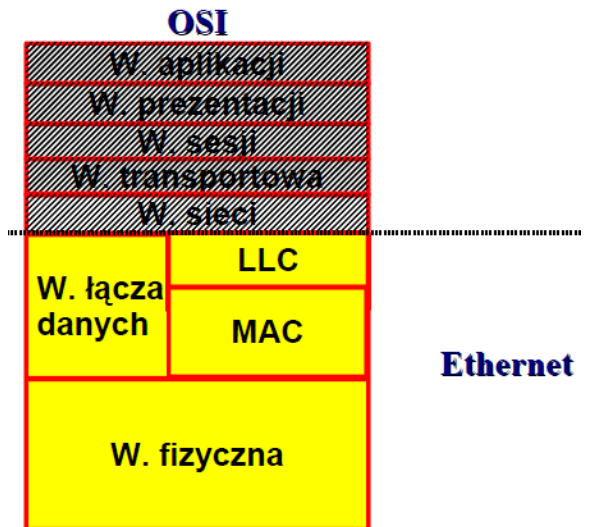 OSI
W. aplikacji
W. prezentacji
W. sesji
W. transportowa
W. sieci
W. łącza
danych
LLC
MAC
Ethernet
W. fizyczna